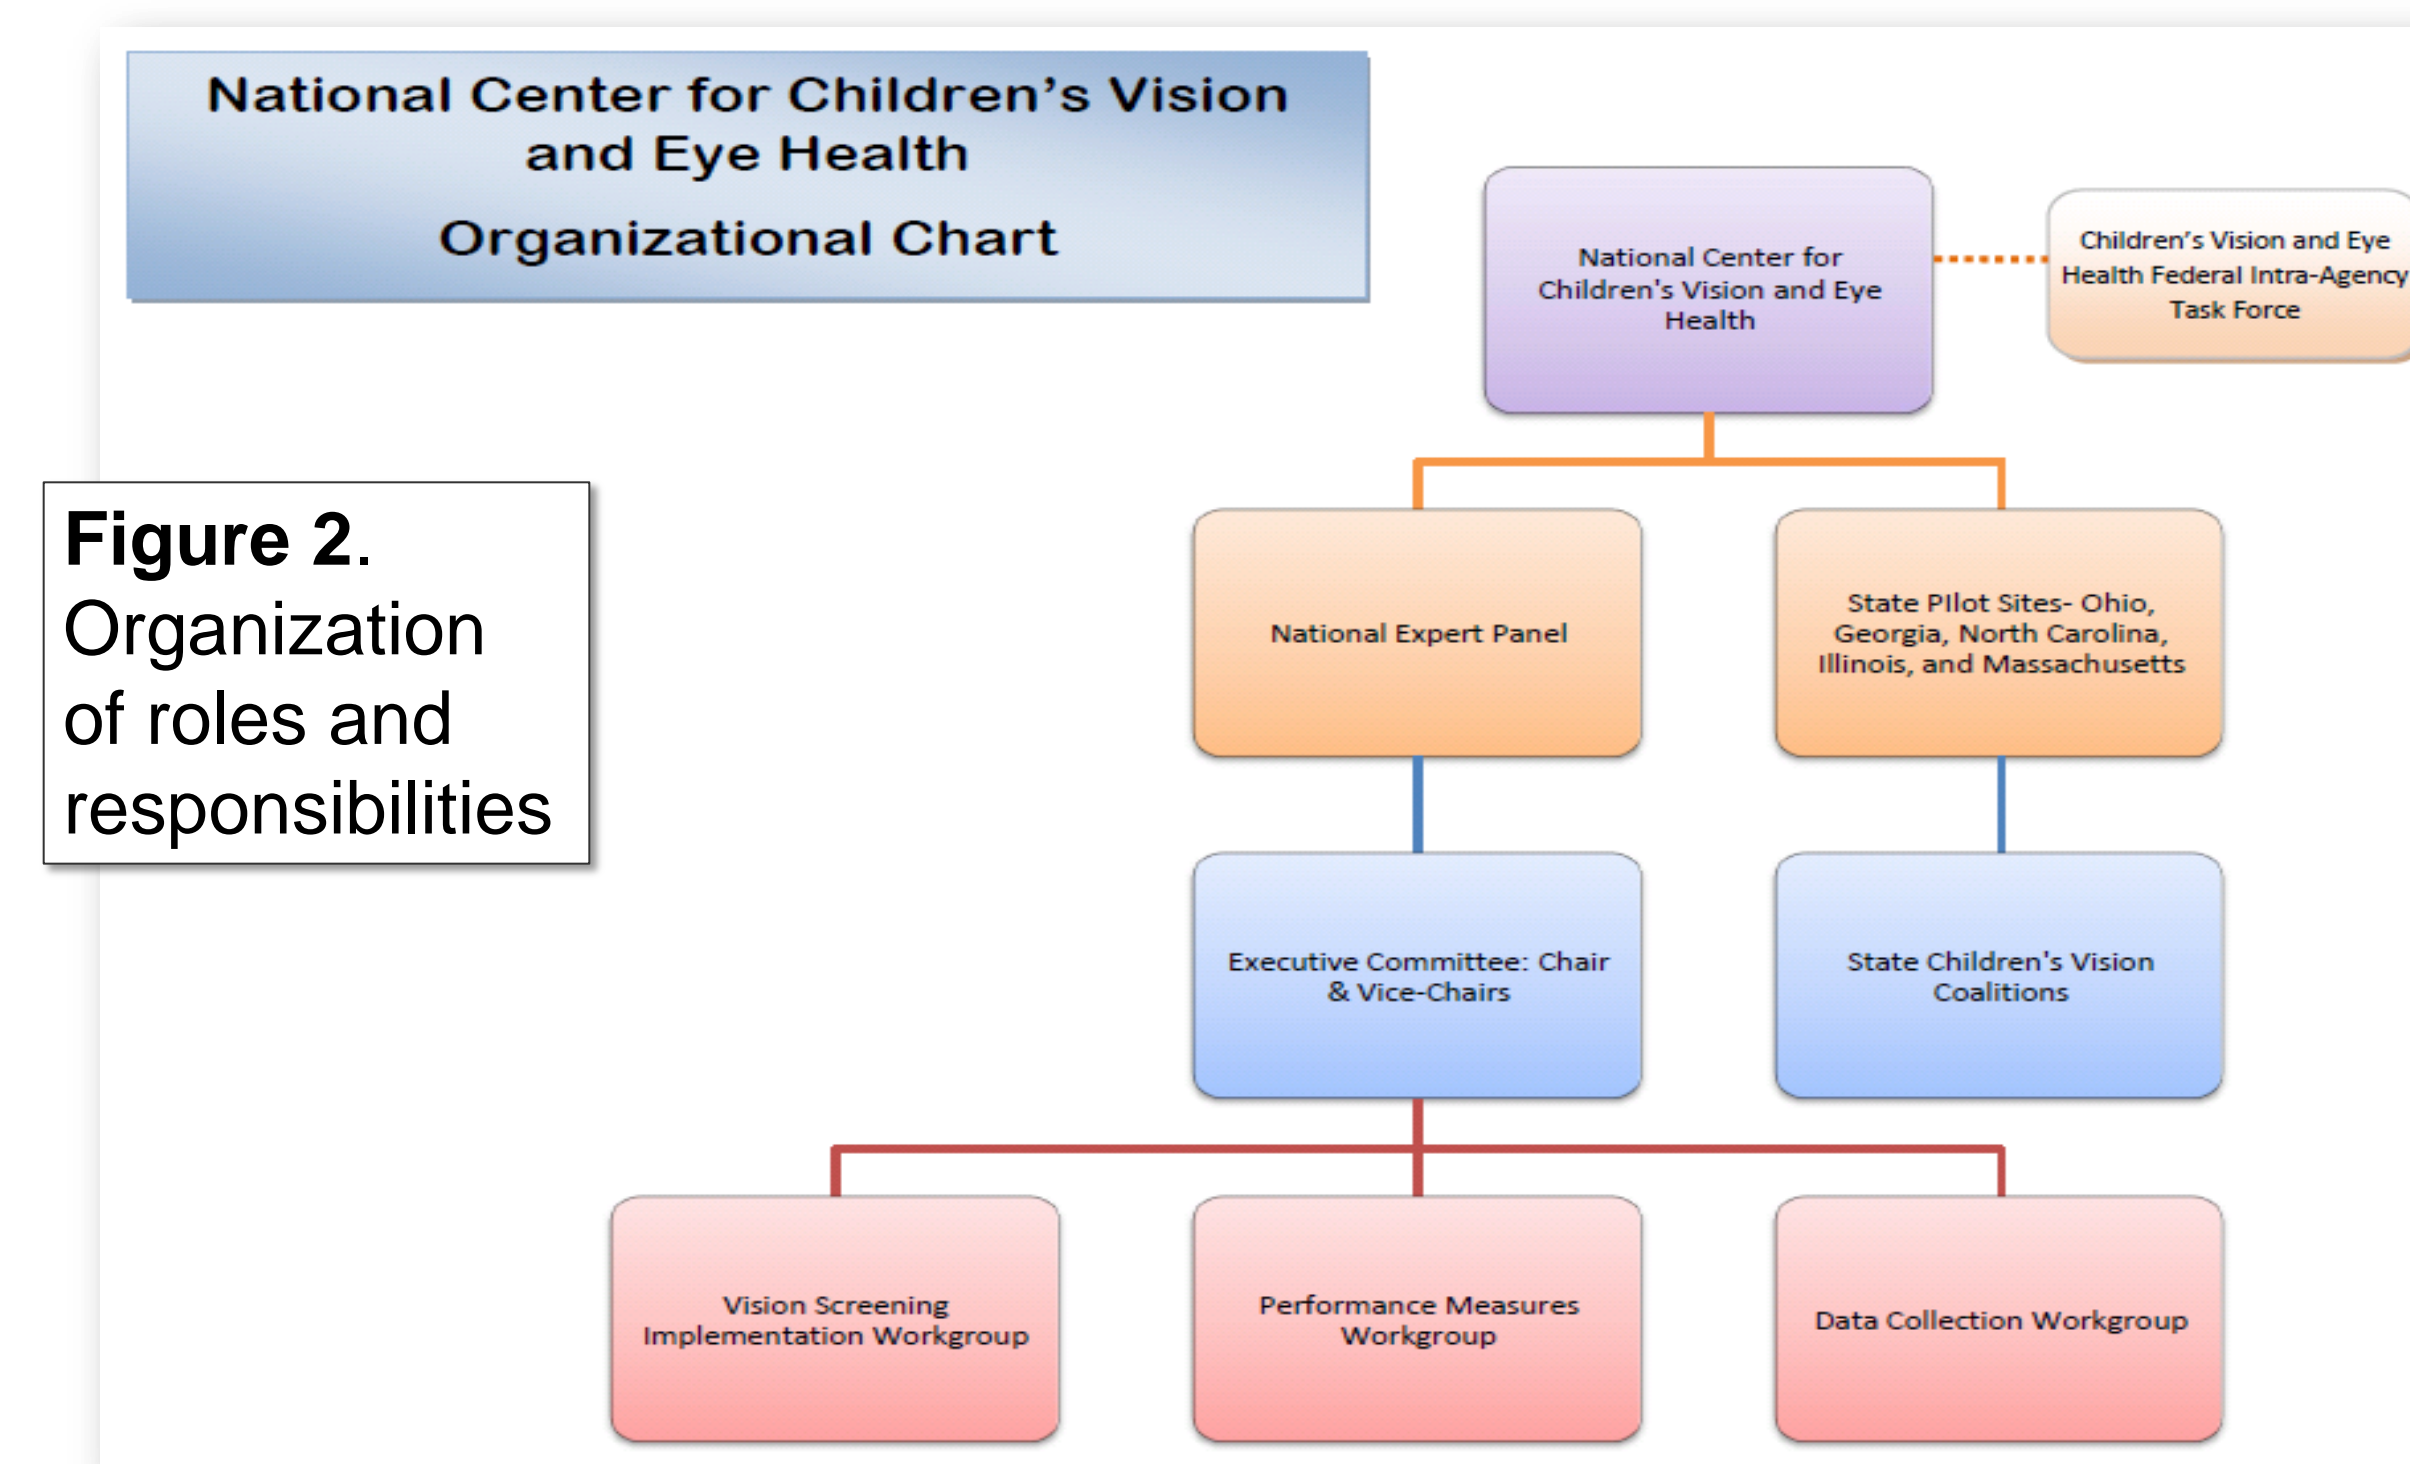 National Center for Children’s Vision
and Eye Health
Organizational Chart
National Center for
Children's Vision and Eye
Health
Children’s Vision and Eye
Health Federal Intra-Agency
Task Force
Figure 2.
Organization
of roles and
responsibilities
National Expert Panel
State PIlot Sites- Ohio,
Georgia, North Carolina,
Illinois, and Massachusetts
Executive Committee: Chair
& Vice-Chairs
State Children's Vision
Coalitions
Vision Screening
Implementation Workgroup
Performance Measures
Workgroup
Data Collection Workgroup